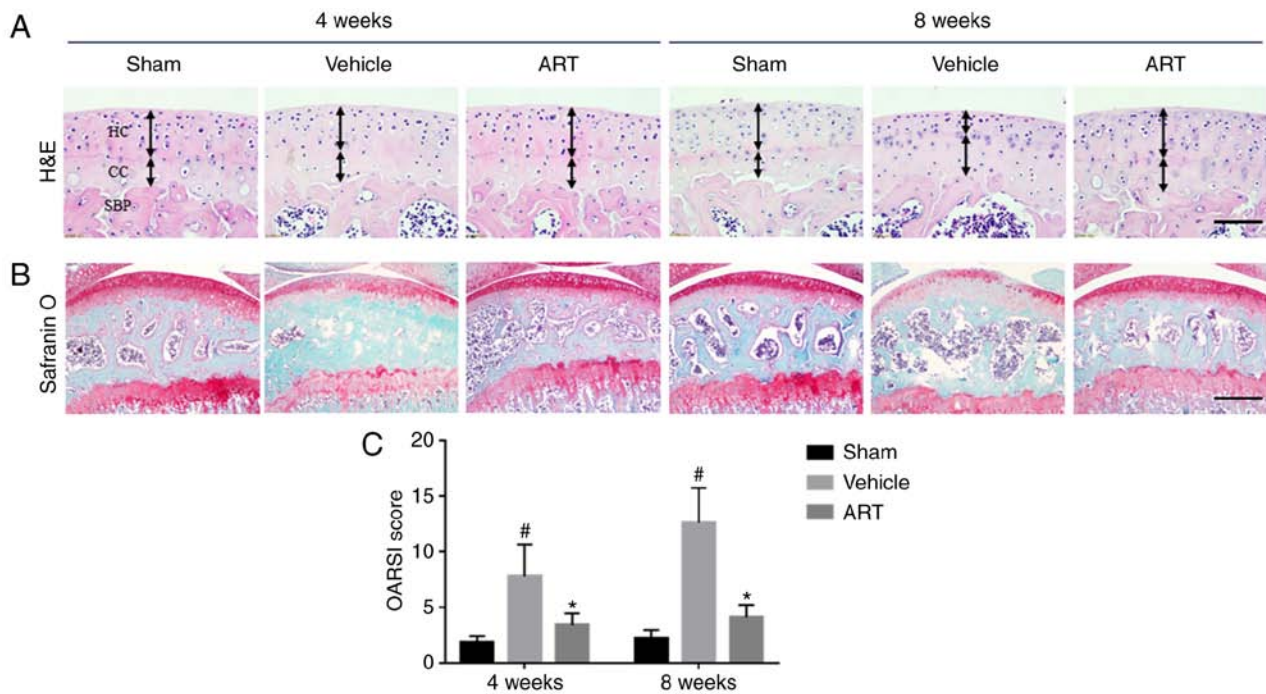 A
4 weeks
8 weeks
Sham
Vehicle
ART
Sham
Vehicle
ART
H&E
HC
CC
SBP
B
Safranin O
C
OARSI score
20
15
10
5
0
#
*
#
*
4 weeks
8 weeks
Sham
Vehicle
ART